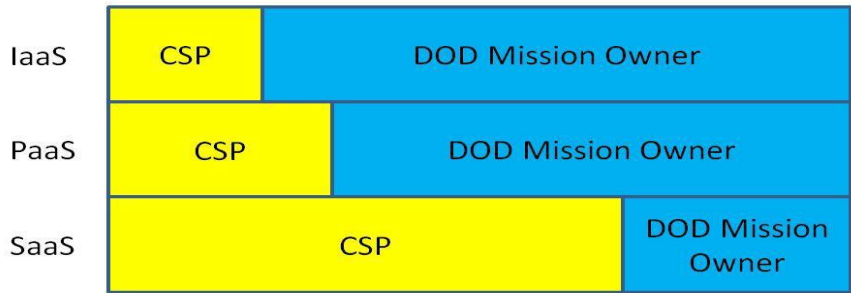 IaaS CSP DOD Mission Owner
PaaS CSP DOD Mission Owner
SaaS CSP DOD Mission
Owner